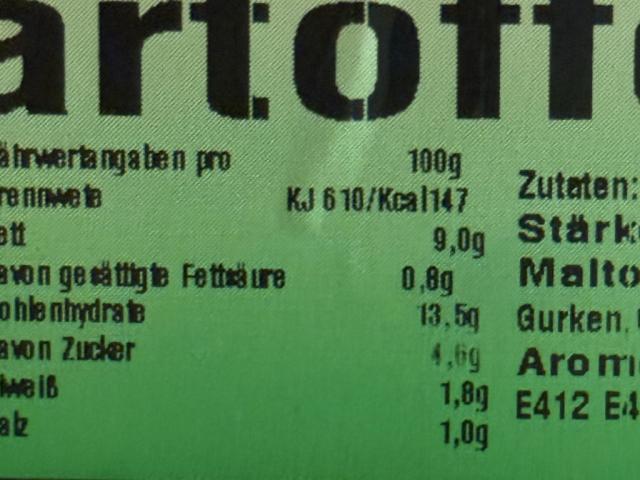 artoffe
ährwertangaben pro 100g
rennwete KJ 610/Kcal147
ett 9,0g
avon gesättigte Fettsäure 0,8g
ohlenhydrate 13,5g
avon Zucker 4,6g
iweiß 1,8g
alz 1,0g
Zutaten:
Stärk
Malto
Gurken,
Arom
E412 E4